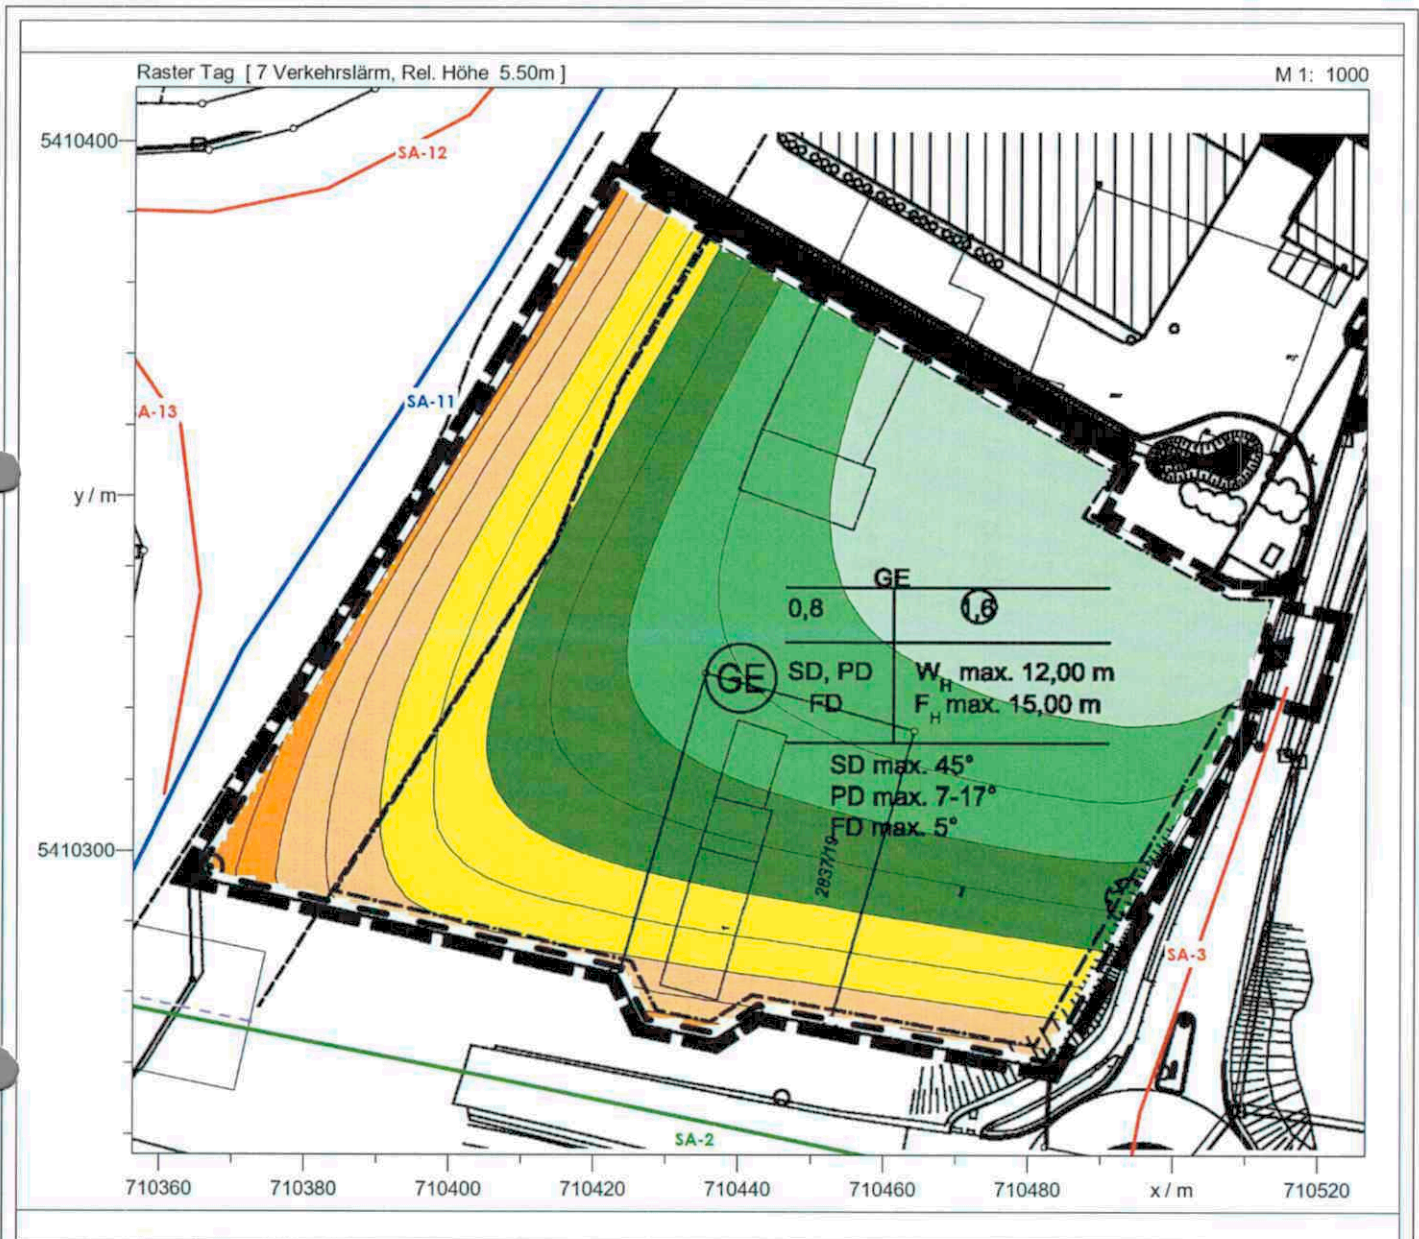 Raster Tag [ 7 Verkehrslärm, Rel. Höhe 5.50m ]
M 1: 1000
5410400
SA-12
SA-11
A-13
y / m
GE
0,8
1,6
GE
SD, PD
FD
W H max. 12,00 m
F H max. 15,00 m
SD max. 45°
PD max. 7-17°
FD max. 5°
2837/19
5410300
SA-3
SA-2
710360
710380
710400
710420
710440
710460
710480
x / m
710520